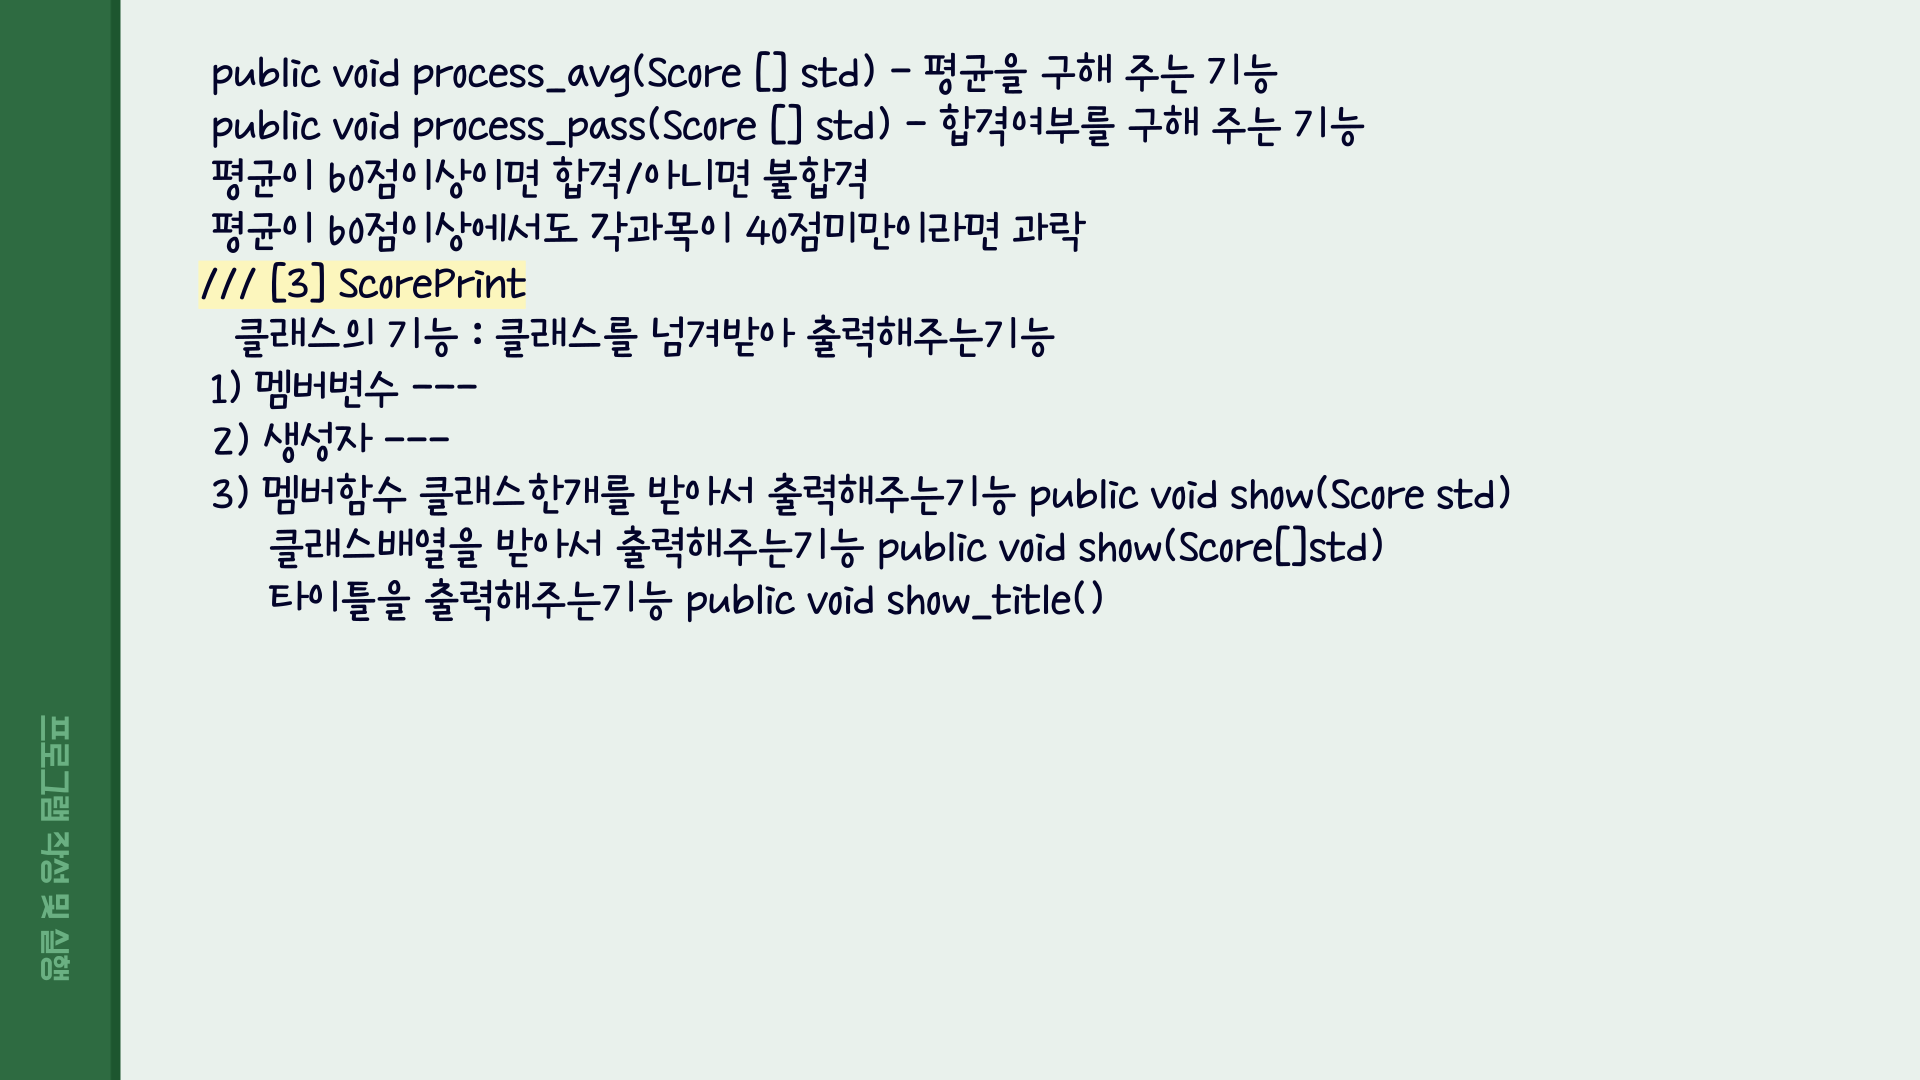 public void process_avg(Score [] std) - 평균을 구해 주는 기능
public void process_pass(Score [] std) - 합격여부를 구해 주는 기능
평균이 60점이상이면 합격/아니면 불합격
평균이 60점이상에서도 각과목이 40점미만이라면 과락
/// [3] ScorePrint
클래스의 기능 : 클래스를 넘겨받아 출력해주는기능
1) 멤버변수 ---
2) 생성자 ---
3) 멤버함수 클래스한개를 받아서 출력해주는기능 public void show(Score std)
클래스배열을 받아서 출력해주는기능 public void show(Score[]std)
타이틀을 출력해주는기능 public void show_title()
프로그램 작성 및 실행